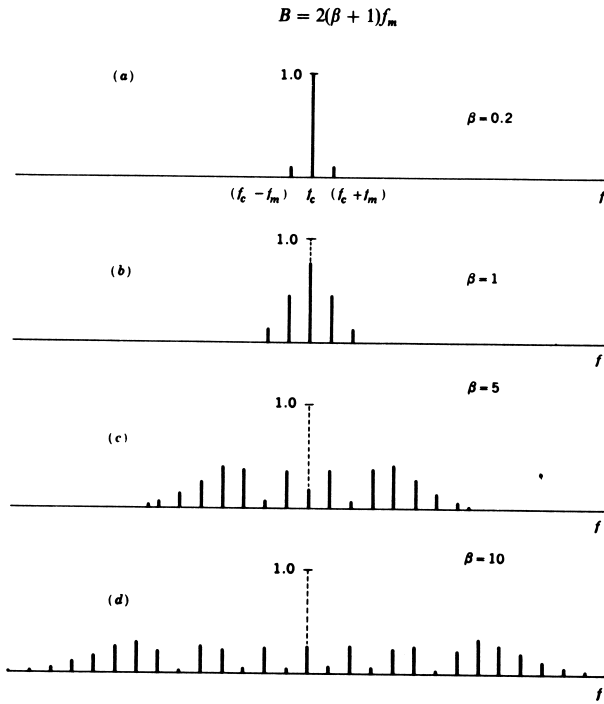 B = 2(β + 1)f_m
(a)
1.0
β = 0.2
(f_c − f_m) f_c (f_c + f_m)
f
(b)
1.0
β = 1
f
(c)
1.0
β = 5
f
(d)
1.0
β = 10
f